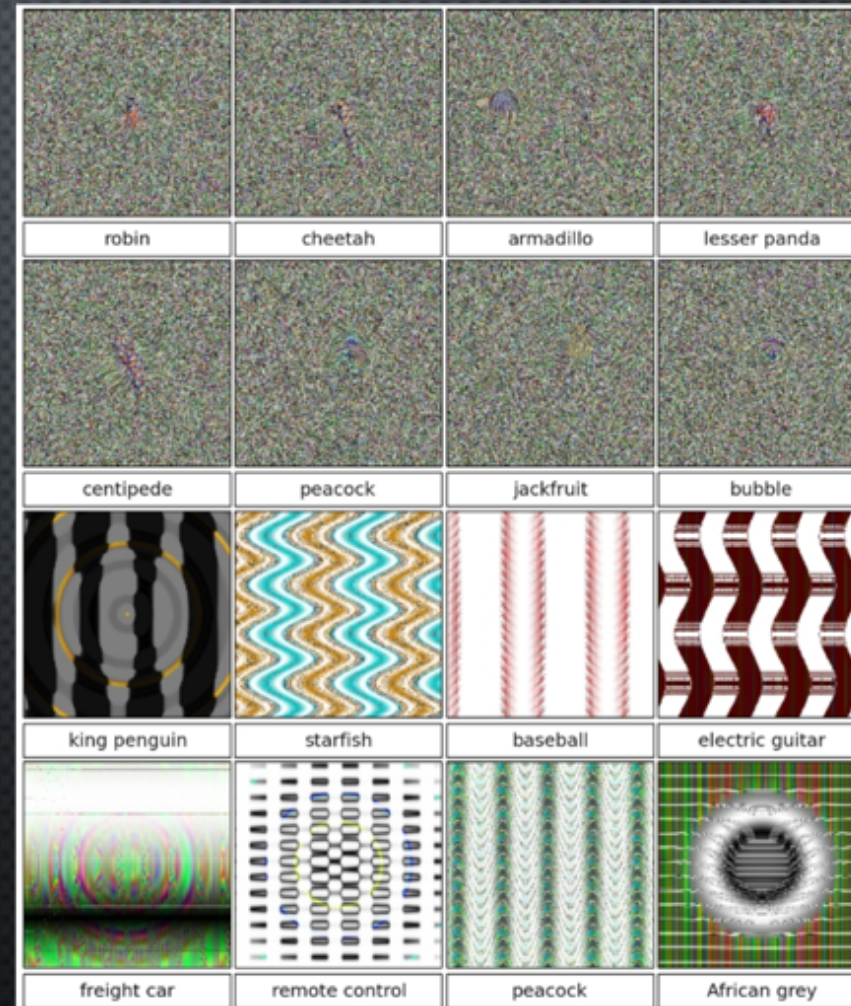 robin cheetah armadillo lesser panda
centipede peacock jackfruit bubble
king penguin starfish baseball electric guitar
freight car remote control peacock African grey